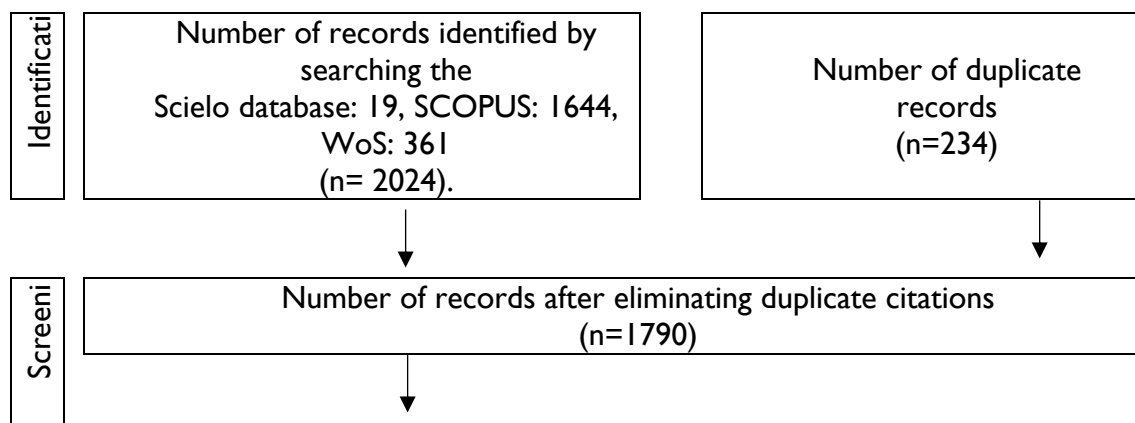 Identificati
Number of records identified by
searching the
Scielo database: 19, SCOPUS: 1644,
WoS: 361
(n= 2024).
Number of duplicate
records
(n=234)
Screeni
Number of records after eliminating duplicate citations
(n=1790)